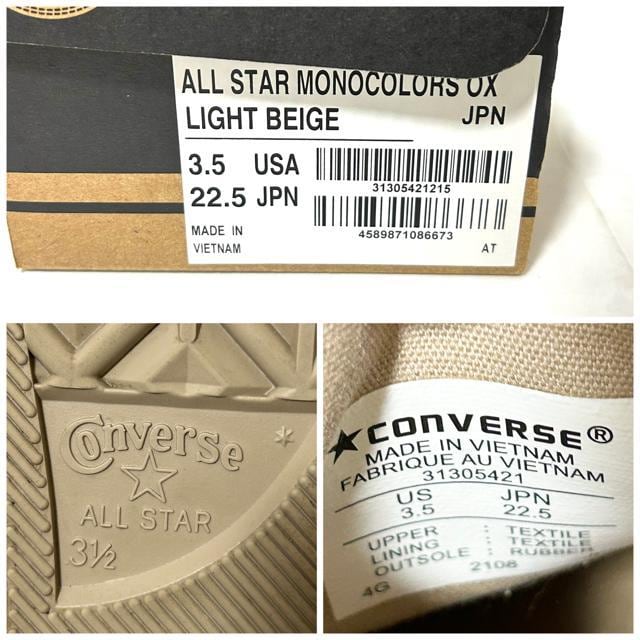 ALL STAR MONOCOLORS OX
LIGHT BEIGE JPN
3.5 USA
31305421215
22.5 JPN
4589871086673
MADE IN
VIETNAM
AT
Converse
ALL STAR
3½
CONVERSE®
MADE IN VIETNAM
FABRIQUE AU VIETNAM
31305421
US JPN
3.5 22.5
UPPER : TEXTILE
LINING : TEXTILE
OUTSOLE : RUBBER
4G 2108